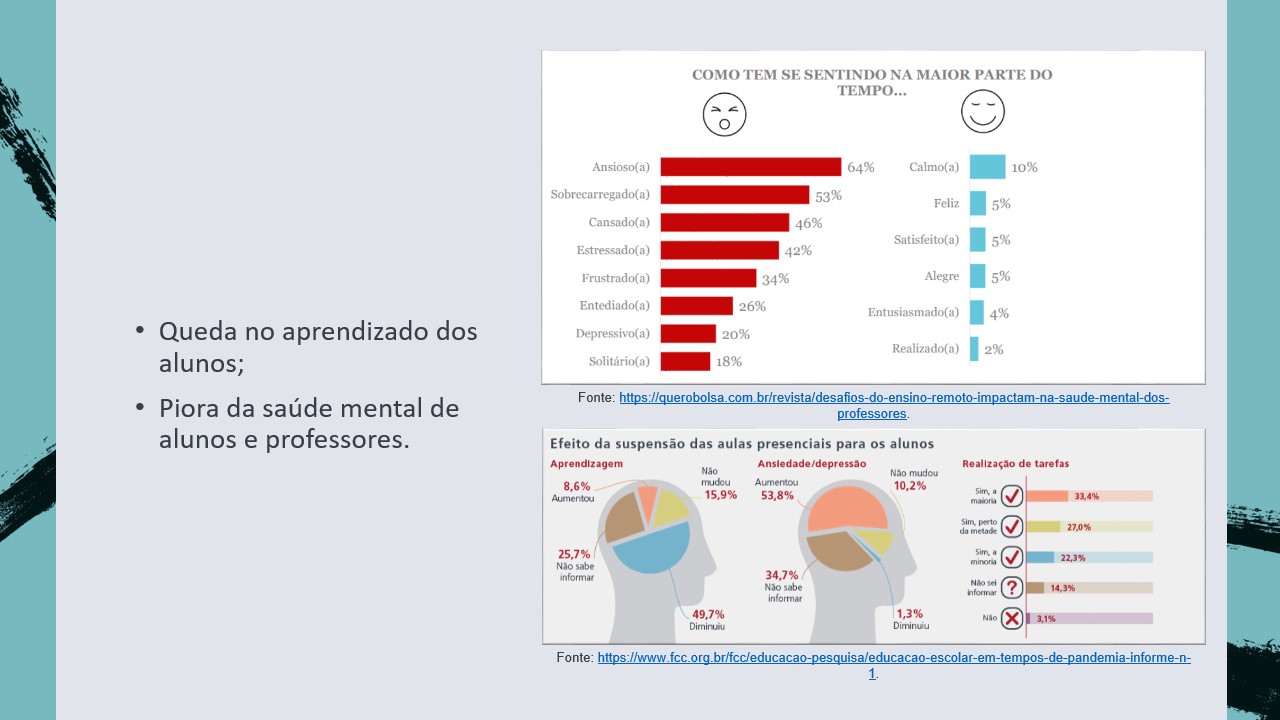 • Queda no aprendizado dos
alunos;
• Piora da saúde mental de
alunos e professores.
COMO TEM SE SENTINDO NA MAIOR PARTE DO
TEMPO...
Ansioso(a) 64%
Sobrecarregado(a) 53%
Cansado(a) 46%
Estressado(a) 42%
Frustrado(a) 34%
Entediado(a) 26%
Depressivo(a) 20%
Solitário(a) 18%
Calmo(a) 10%
Feliz 5%
Satisfeito(a) 5%
Alegre 5%
Entusiasmado(a) 4%
Realizado(a) 2%
Fonte: https://querobolsa.com.br/revista/desafios-do-ensino-remoto-impactam-na-saude-mental-dos-
professores.
Efeito da suspensão das aulas presenciais para os alunos
Aprendizagem
8,6%
Aumentou
Não
mudou
15,9%
25,7%
Não sabe
informar
49,7%
Diminuiu
Ansiedade/depressão
Aumentou
53,8%
Não mudou
10,2%
34,7%
Não sabe
informar
1,3%
Diminuiu
Realização de tarefas
Sim, a
maioria
33,4%
Sim, perto
da metade
27,0%
Sim, a
minoria
22,3%
Não sei
informar
?
14,3%
Não
3,1%
Fonte: https://www.fcc.org.br/fcc/educacao-pesquisa/educacao-escolar-em-tempos-de-pandemia-informe-n-
1.